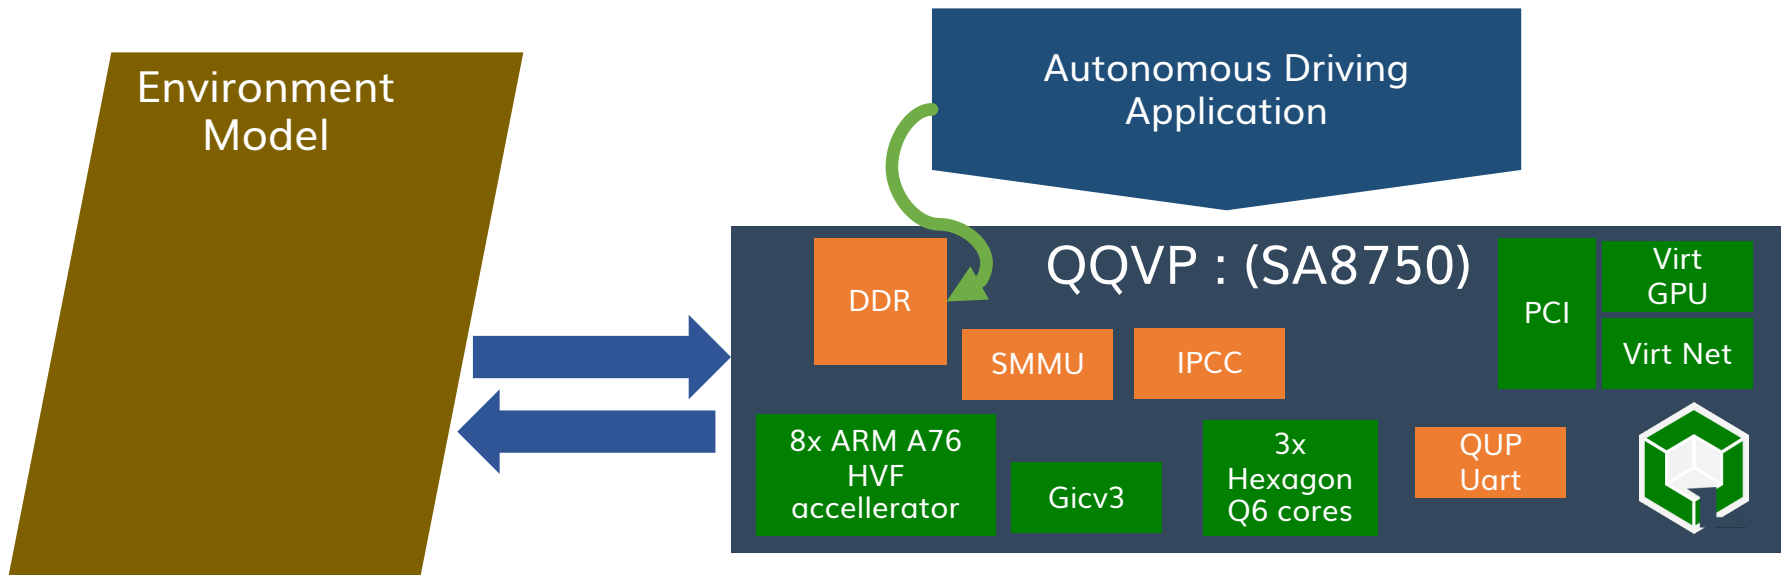 Environment
Model
Autonomous Driving
Application
QQVP : (SA8750)
DDR
SMMU
IPCC
PCI
Virt
GPU
Virt Net
8x ARM A76
HVF
accellerator
Gicv3
3x
Hexagon
Q6 cores
QUP
Uart